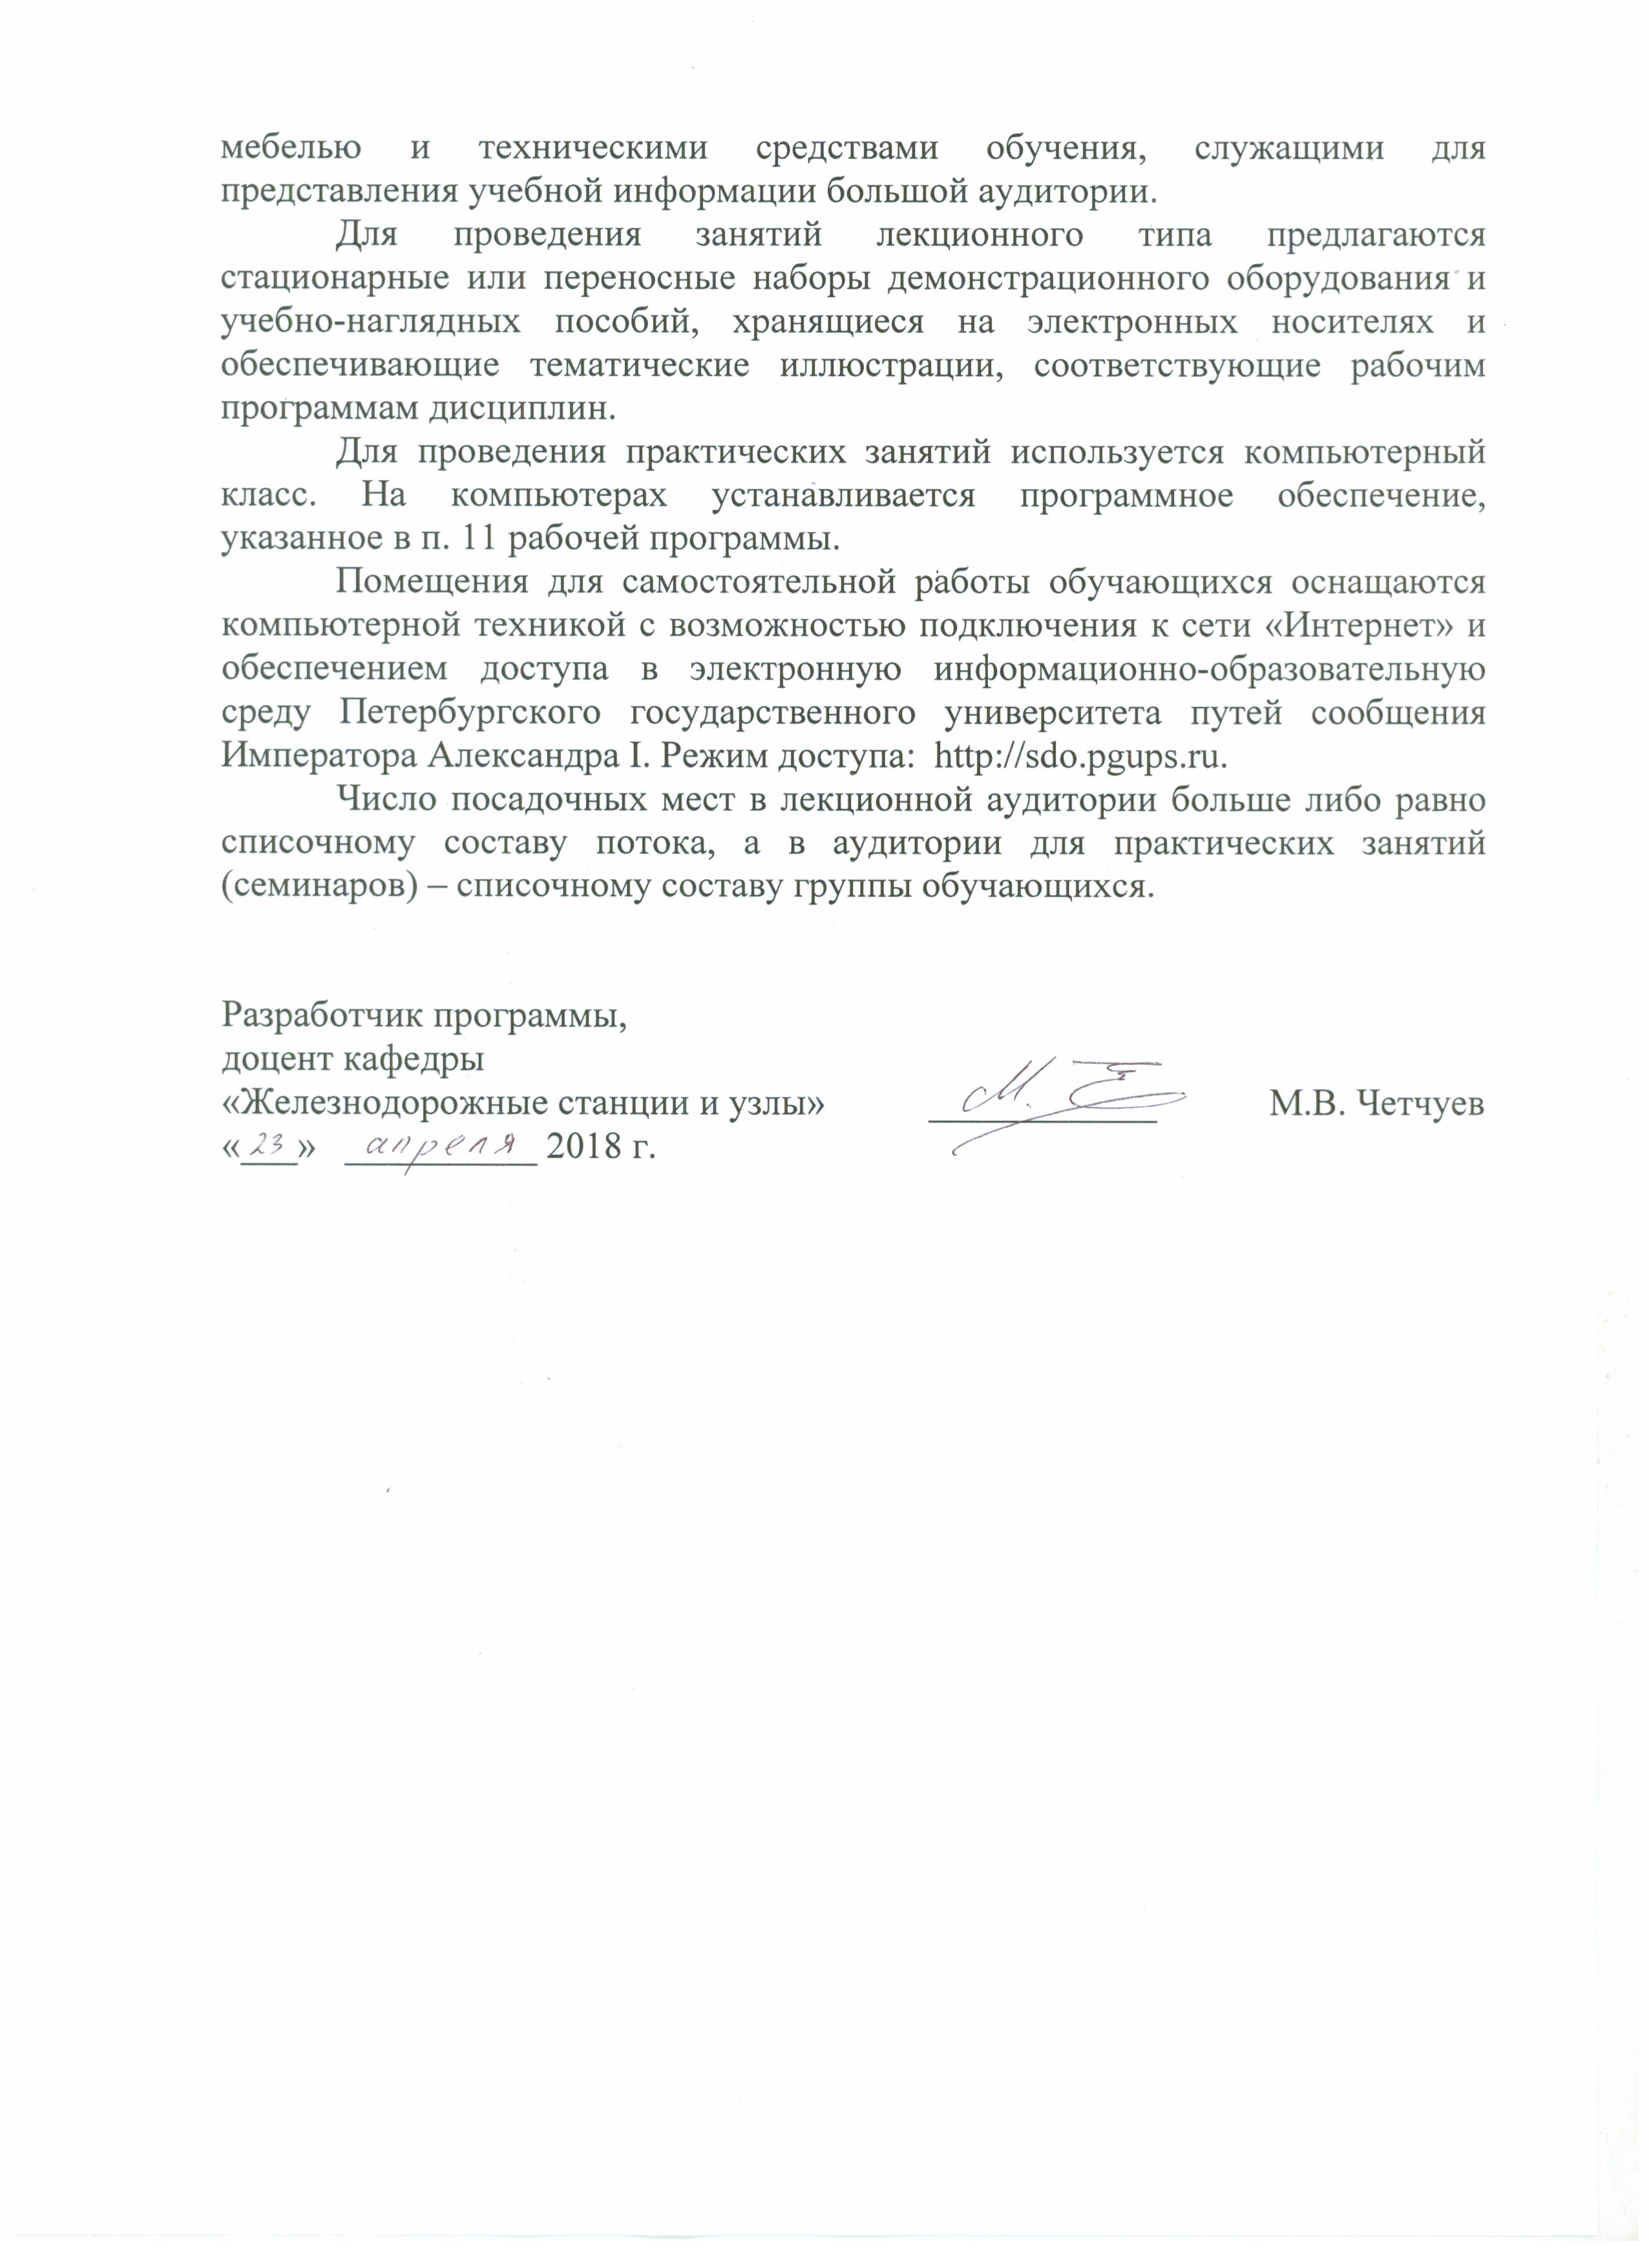 мебелью и техническими средствами обучения, служащими для
представления учебной информации большой аудитории.
Для проведения занятий лекционного типа предлагаются
стационарные или переносные наборы демонстрационного оборудования и
учебно-наглядных пособий, хранящиеся на электронных носителях и
обеспечивающие тематические иллюстрации, соответствующие рабочим
программам дисциплин.
Для проведения практических занятий используется компьютерный
класс. На компьютерах устанавливается программное обеспечение,
указанное в п. 11 рабочей программы.
Помещения для самостоятельной работы обучающихся оснащаются
компьютерной техникой с возможностью подключения к сети «Интернет» и
обеспечением доступа в электронную информационно-образовательную
среду Петербургского государственного университета путей сообщения
Императора Александра I. Режим доступа: http://sdo.pgups.ru.
Число посадочных мест в лекционной аудитории больше либо равно
списочному составу потока, а в аудитории для практических занятий
(семинаров) – списочному составу группы обучающихся.
Разработчик программы,
доцент кафедры
«Железнодорожные станции и узлы» М.В. Четчуев
«23» апреля 2018 г.